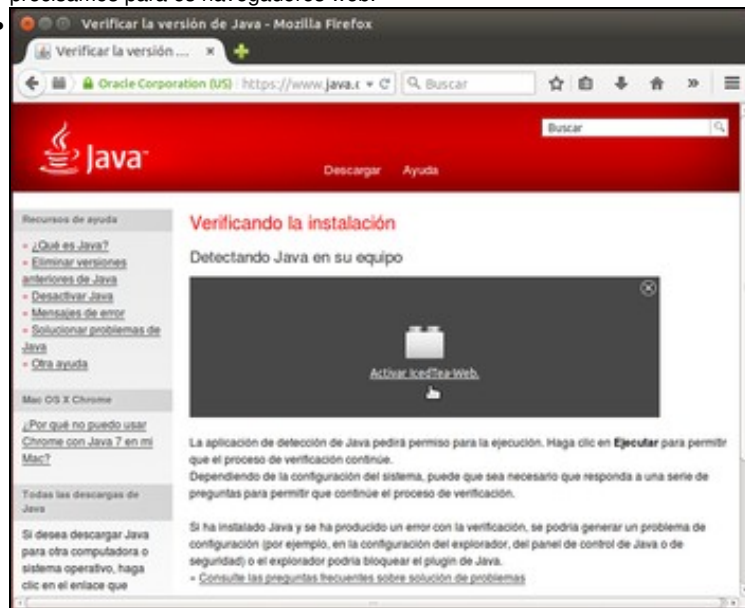 Verificar la versión de Java - Mozilla Firefox
Verificar la versión ... ×
Oracle Corporation (US) https://www.java.c Buscar
Java
Buscar
Descargar Ayuda
Recursos de ayuda
» ¿Qué es Java?
» Eliminar versiones
anteriores de Java
» Desactivar Java
» Mensajes de error
» Solucionar problemas de
Java
» Otra ayuda
Mac OS X Chrome
¿Por qué no puedo usar
Chrome con Java 7 en mi
Mac?
Todas las descargas de
Java
Si desea descargar Java
para otra computadora o
sistema operativo, haga
clic en el enlace que
Verificando la instalación
Detectando Java en su equipo
Activar IcedTea-Web.
La aplicación de detección de Java pedirá permiso para la ejecución. Haga clic en Ejecutar para permitir
que el proceso de verificación continúe.
Dependiendo de la configuración del sistema, puede que sea necesario que responda a una serie de
preguntas para permitir que continúe el proceso de verificación.
Si ha instalado Java y se ha producido un error con la verificación, se podría generar un problema de
configuración (por ejemplo, en la configuración del explorador, del panel de control de Java o de
seguridad) o el explorador podría bloquear el plugin de Java.
» Consulte las preguntas frecuentes sobre solución de problemas